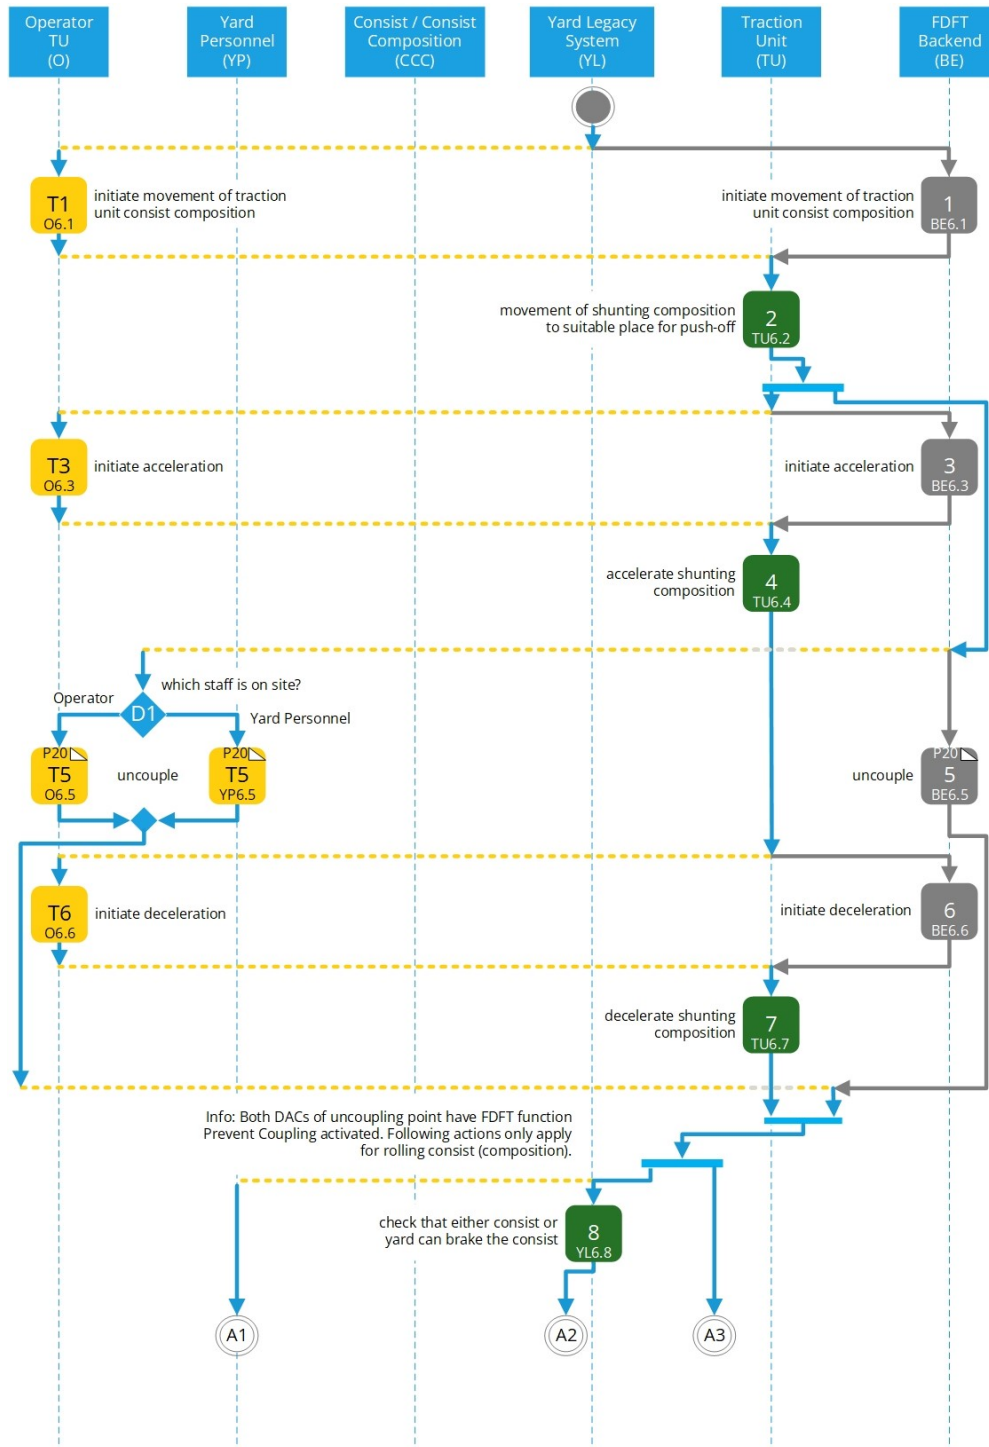 Operator
TU
(O)
Yard
Personnel
(YP)
Consist / Consist
Composition
(CCC)
Yard Legacy
System
(YL)
Traction
Unit
(TU)
FDFT
Backend
(BE)
T1
O6.1
initiate movement of traction
unit consist composition
initiate movement of traction
unit consist composition
1
BE6.1
movement of shunting composition
to suitable place for push-off
2
TU6.2
T3
O6.3
initiate acceleration
initiate acceleration
3
BE6.3
accelerate shunting
composition
4
TU6.4
which staff is on site?
Operator
D1
Yard Personnel
P20
T5
O6.5
uncouple
P20
T5
YP6.5
uncouple
P20
5
BE6.5
T6
O6.6
initiate deceleration
initiate deceleration
6
BE6.6
decelerate shunting
composition
7
TU6.7
Info: Both DACs of uncoupling point have FDFT function
Prevent Coupling activated. Following actions only apply
for rolling consist (composition).
check that either consist or
yard can brake the consist
8
YL6.8
A1
A2
A3